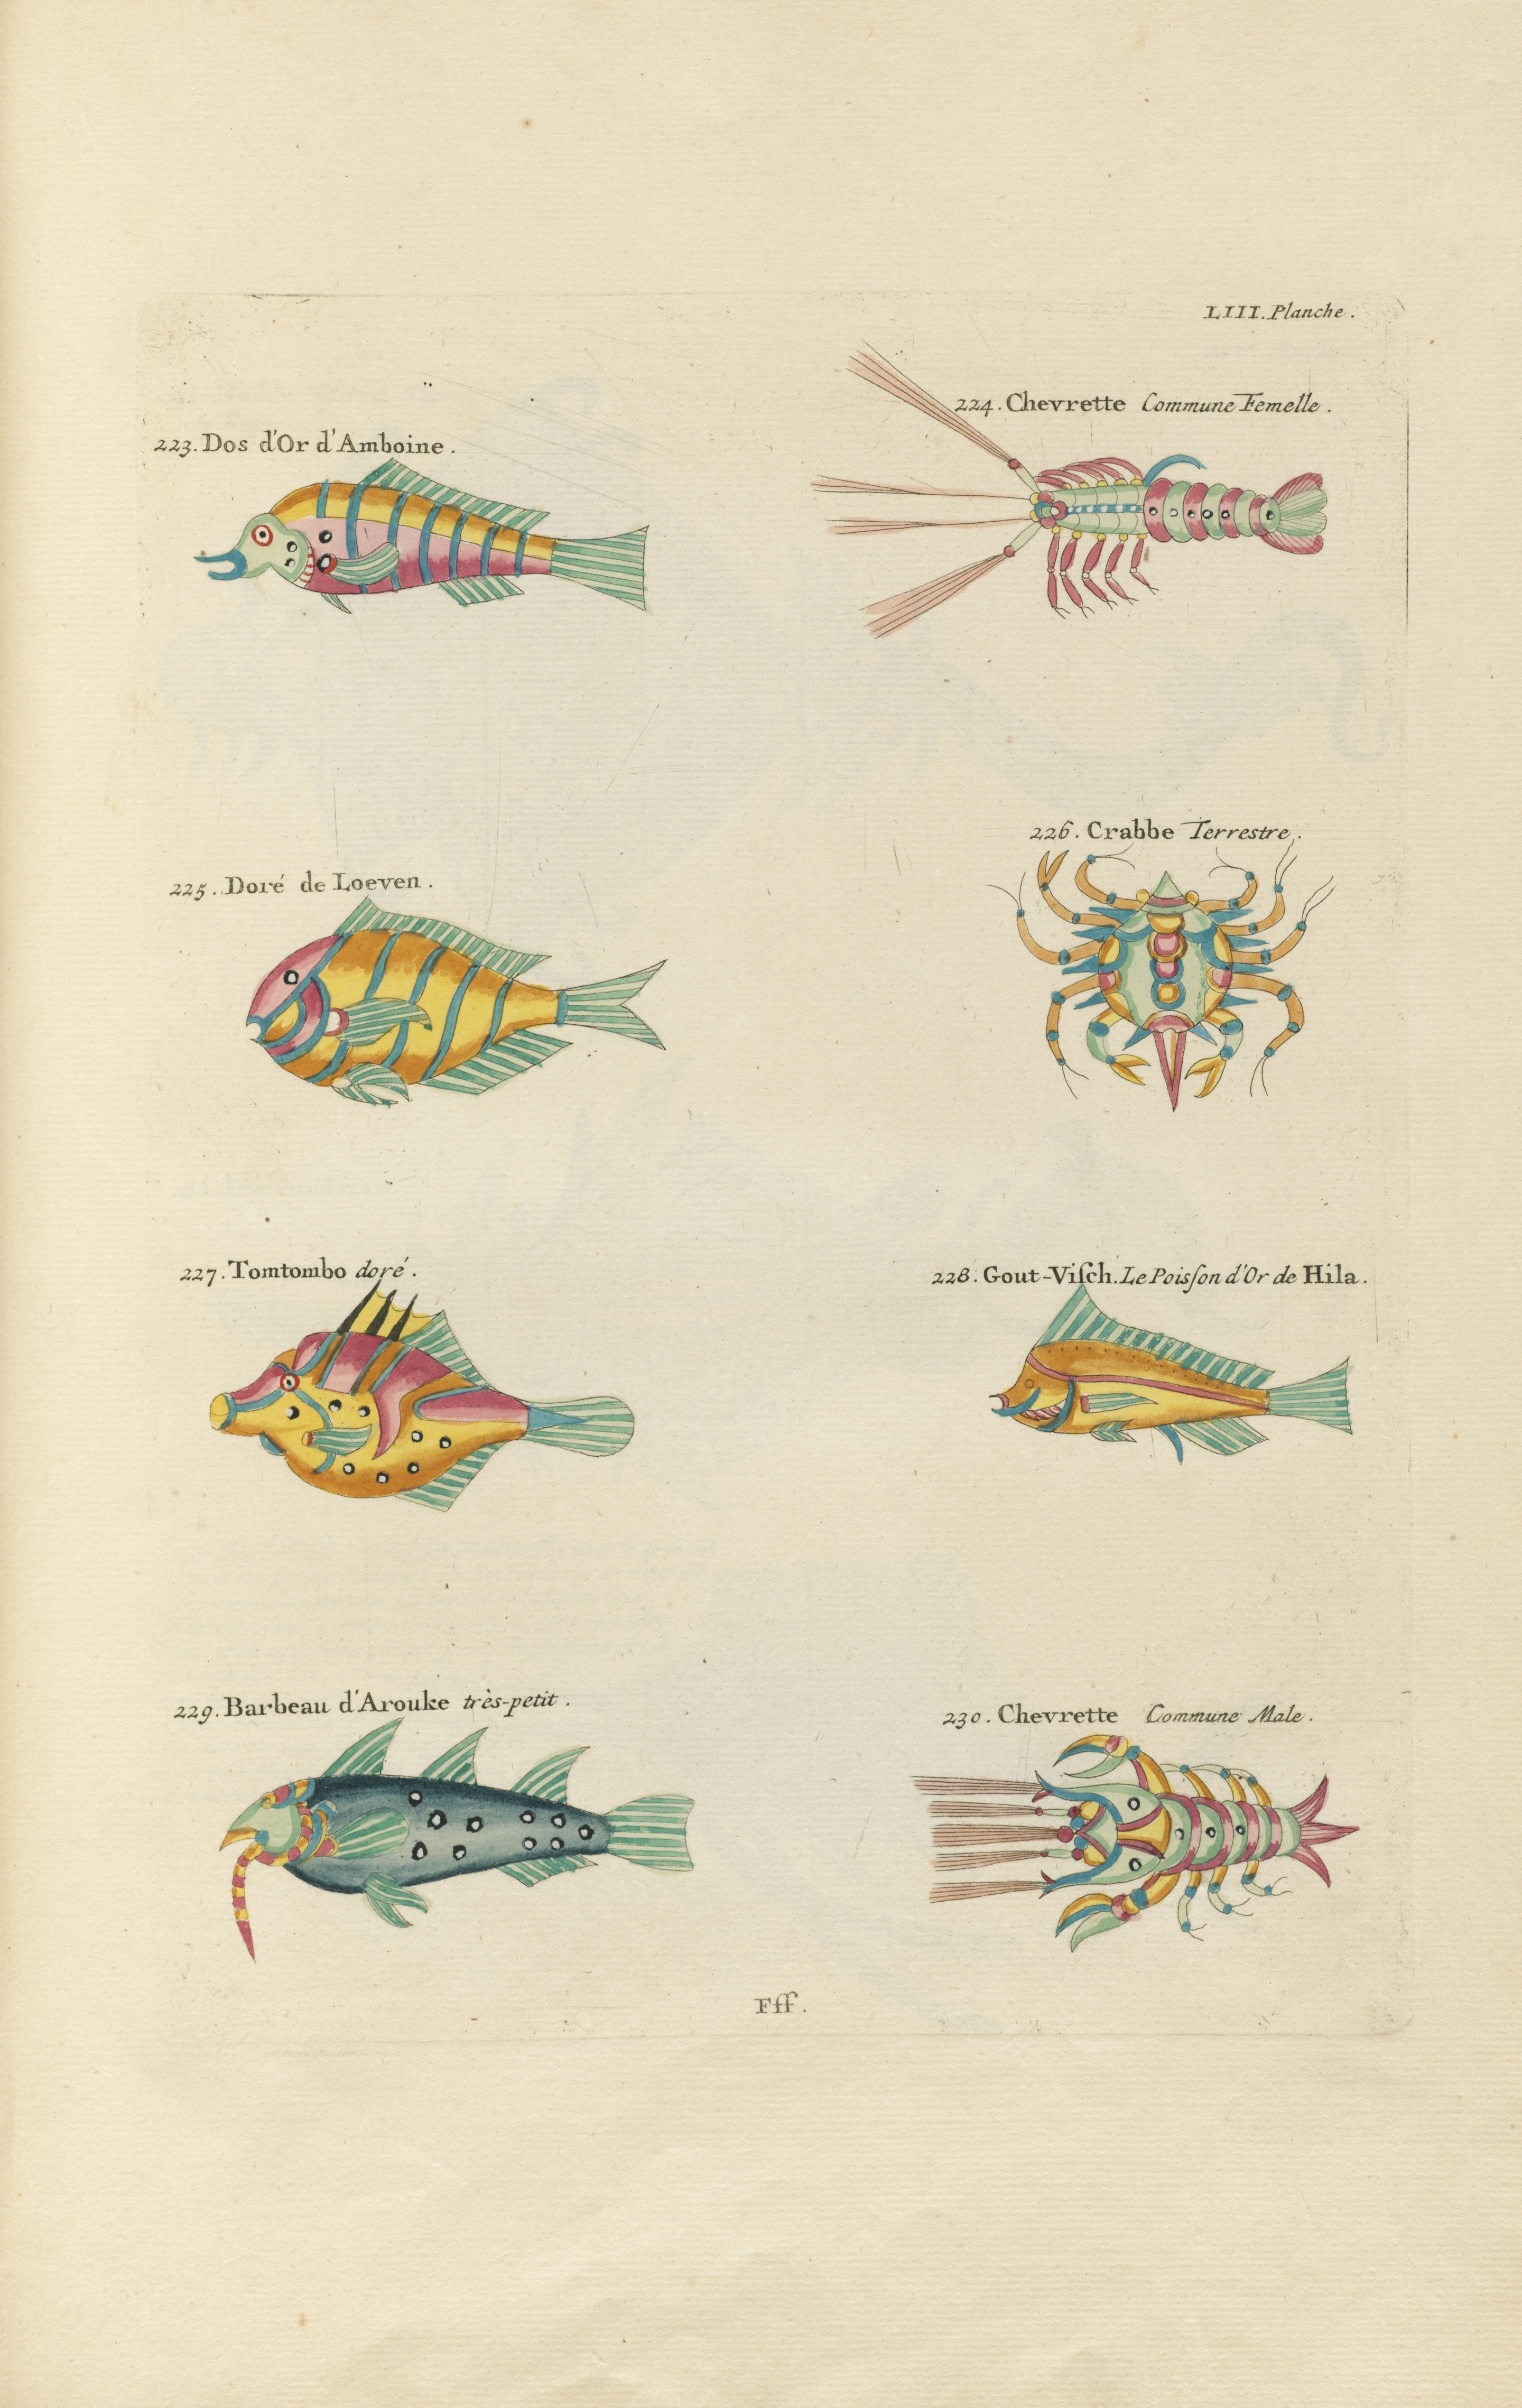 LIII. Planche.
223. Dos d'Or d'Amboine.
224. Chevrette Commune Femelle.
225. Doré de Loeven.
226. Crabbe Terrestre.
227. Tomtombo doré.
228. Gout-Viſch. Le Poisſon d'Or de Hila.
229. Barbeau d'Arouke très-petit.
230. Chevrette Commune Male.
Fff.